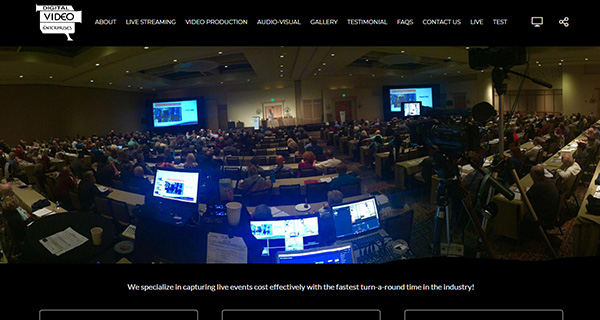 DIGITAL
VIDEO
ENTERPRISES
ABOUT LIVE STREAMING VIDEO PRODUCTION AUDIO-VISUAL GALLERY TESTIMONIAL FAQS CONTACT US LIVE TEST
We specialize in capturing live events cost effectively with the fastest turn-a-round time in the industry!